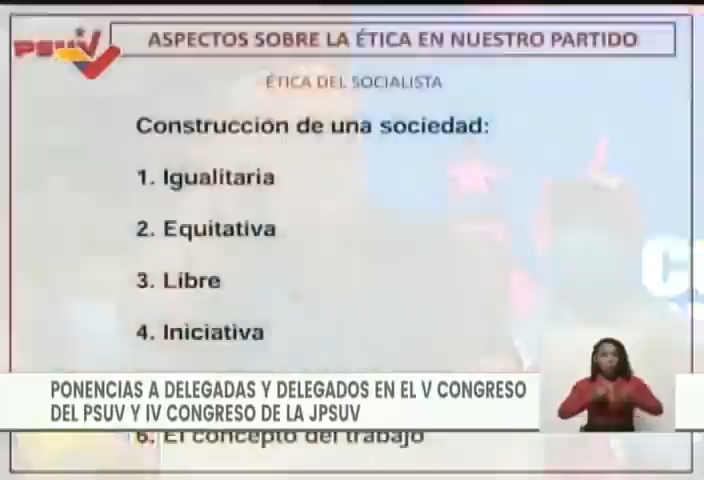 PSUV
ASPECTOS SOBRE LA ÉTICA EN NUESTRO PARTIDO
ÉTICA DEL SOCIALISTA
Construcción de una sociedad:
1. Igualitaria
2. Equitativa
3. Libre
4. Iniciativa
PONENCIAS A DELEGADAS Y DELEGADOS EN EL V CONGRESO
DEL PSUV Y IV CONGRESO DE LA JPSUV
6. El concepto del trabajo